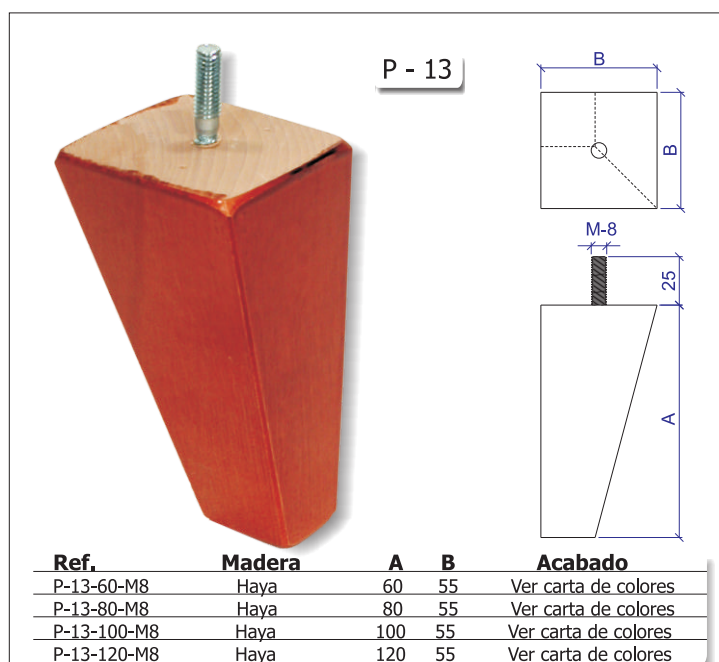 P - 13
B
B
M-8
25
A
Ref. Madera A B Acabado
P-13-60-M8 Haya 60 55 Ver carta de colores
P-13-80-M8 Haya 80 55 Ver carta de colores
P-13-100-M8 Haya 100 55 Ver carta de colores
P-13-120-M8 Haya 120 55 Ver carta de colores